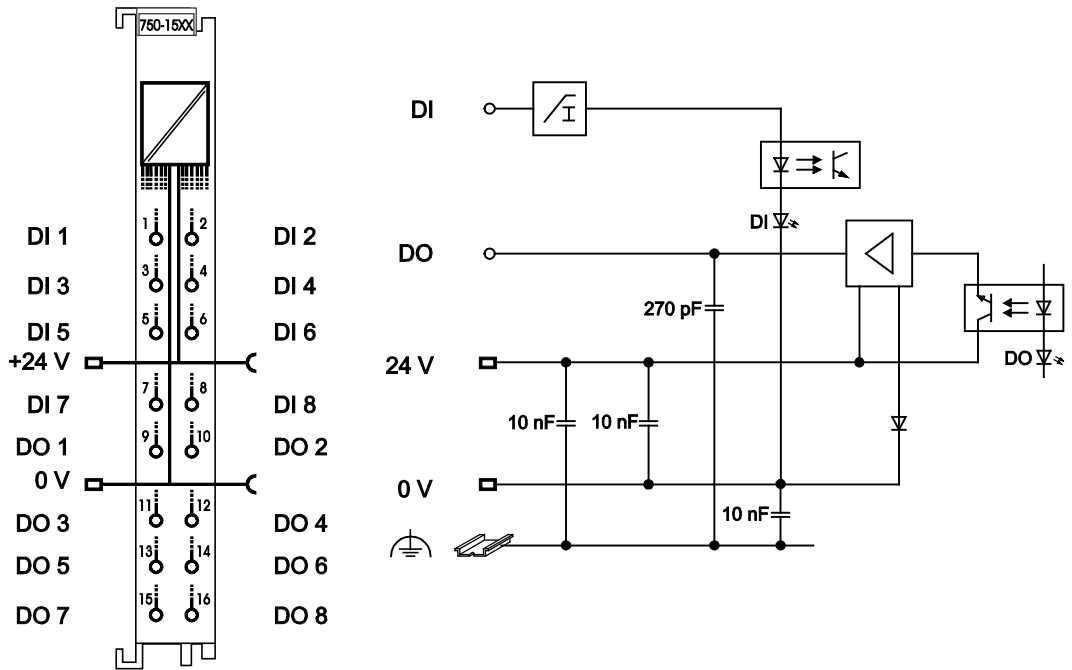 750-15XX
DI 1
1
2
DI 2
DI 3
3
4
DI 4
DI 5
5
6
DI 6
+24 V
DI 7
7
8
DI 8
DO 1
9
10
DO 2
0 V
DO 3
11
12
DO 4
DO 5
13
14
DO 6
DO 7
15
16
DO 8
DI
I
DI
DO
270 pF
DO
24 V
10 nF
10 nF
0 V
10 nF